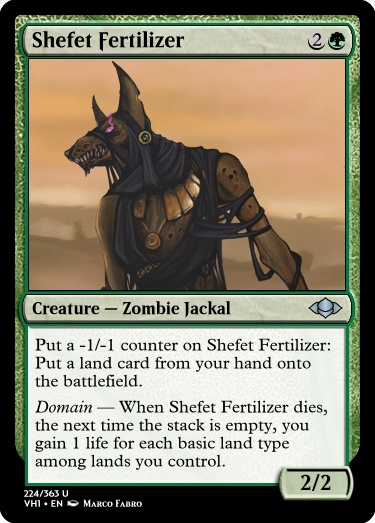 Shefet Fertilizer 2
Creature — Zombie Jackal
Put a -1/-1 counter on Shefet Fertilizer:
Put a land card from your hand onto
the battlefield.
Domain — When Shefet Fertilizer dies,
the next time the stack is empty, you
gain 1 life for each basic land type
among lands you control.
2/2
224/363 U
VH1 • EN Marco Fabro